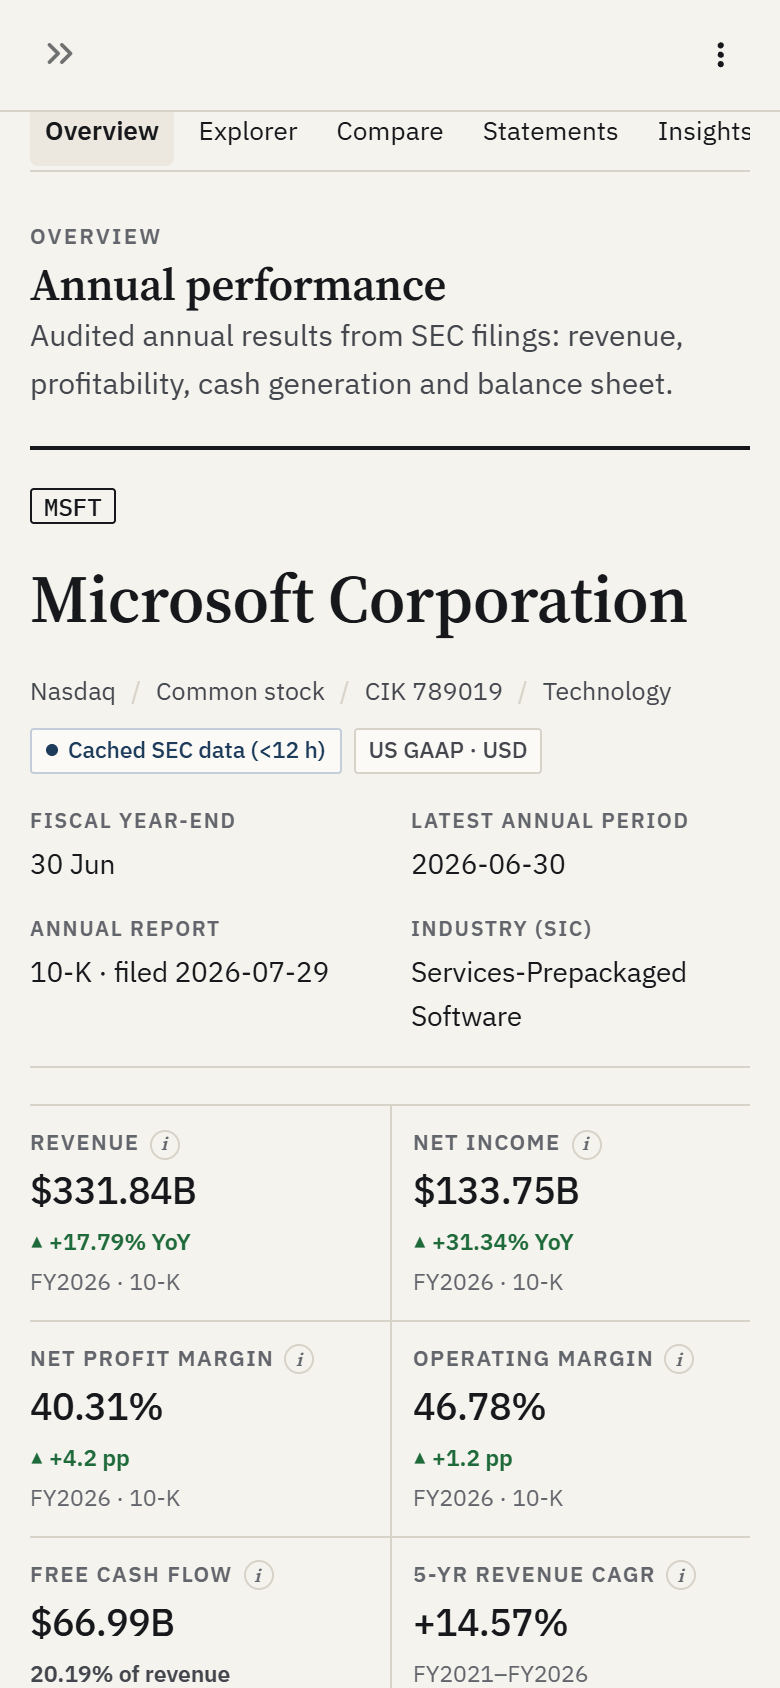 Overview Explorer Compare Statements Insights
OVERVIEW
Annual performance
Audited annual results from SEC filings: revenue,
profitability, cash generation and balance sheet.
MSFT
Microsoft Corporation
Nasdaq / Common stock / CIK 789019 / Technology
Cached SEC data (<12 h) US GAAP · USD
FISCAL YEAR-END
30 Jun
LATEST ANNUAL PERIOD
2026-06-30
ANNUAL REPORT
10-K · filed 2026-07-29
INDUSTRY (SIC)
Services-Prepackaged
Software
REVENUE i
$331.84B
▲ +17.79% YoY
FY2026 · 10-K
NET INCOME i
$133.75B
▲ +31.34% YoY
FY2026 · 10-K
NET PROFIT MARGIN i
40.31%
▲ +4.2 pp
FY2026 · 10-K
OPERATING MARGIN i
46.78%
▲ +1.2 pp
FY2026 · 10-K
FREE CASH FLOW i
$66.99B
20.19% of revenue
5-YR REVENUE CAGR i
+14.57%
FY2021–FY2026